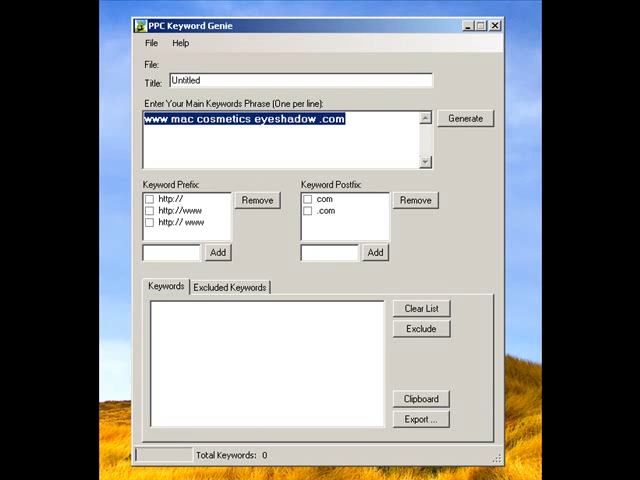 PPC Keyword Genie
File Help
File:
Title: Untitled
Enter Your Main Keywords Phrase (One per line):
www mac cosmetics eyeshadow .com
Generate
Keyword Prefix: Keyword Postfix:
http:// com
http://www .com
http:// www
Remove Remove
Add Add
Keywords Excluded Keywords
Clear List
Exclude
Clipboard
Export ...
Total Keywords: 0